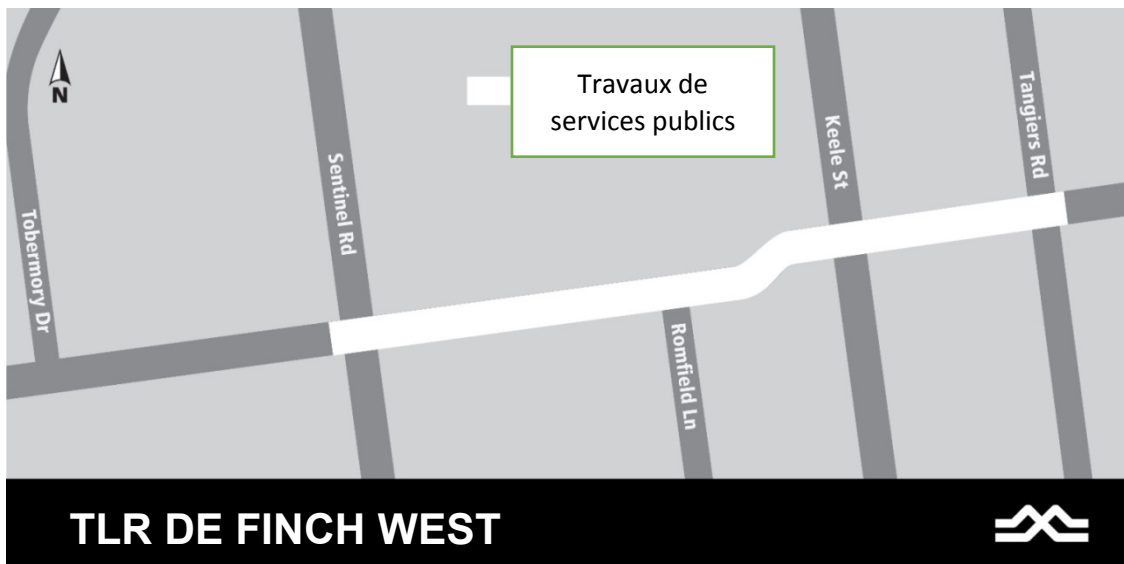 N
Travaux de
services publics
Tobermory Dr
Sentinel Rd
Keele St
Tangiers Rd
Romfield Ln
TLR DE FINCH WEST